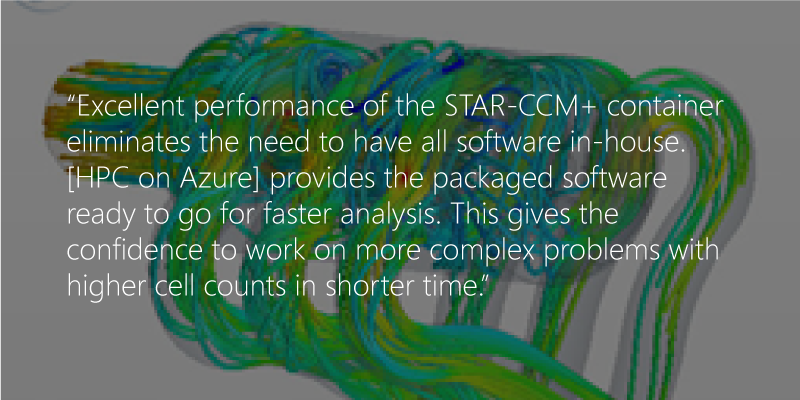 “Excellent performance of the STAR-CCM+ container
eliminates the need to have all software in-house.
[HPC on Azure] provides the packaged software
ready to go for faster analysis. This gives the
confidence to work on more complex problems with
higher cell counts in shorter time.”